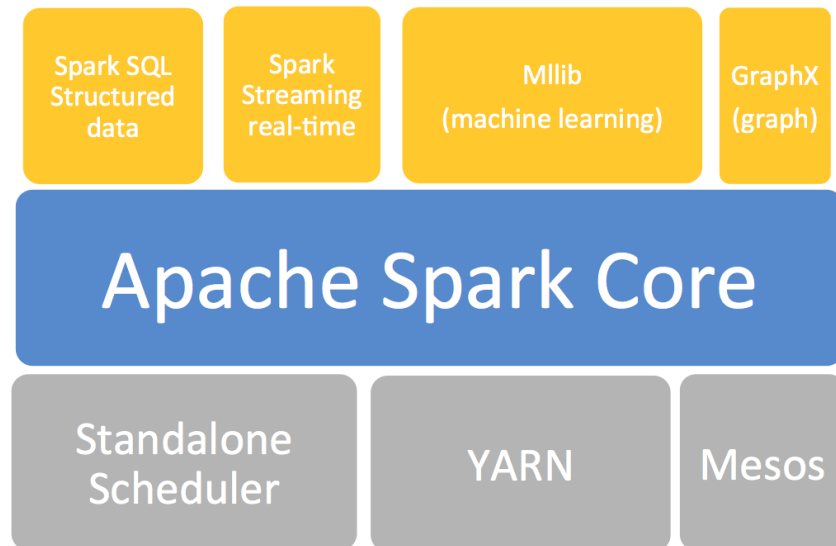 Spark SQL
Structured
data
Spark
Streaming
real-time
Mllib
(machine learning)
GraphX
(graph)
Apache Spark Core
Standalone
Scheduler
YARN
Mesos